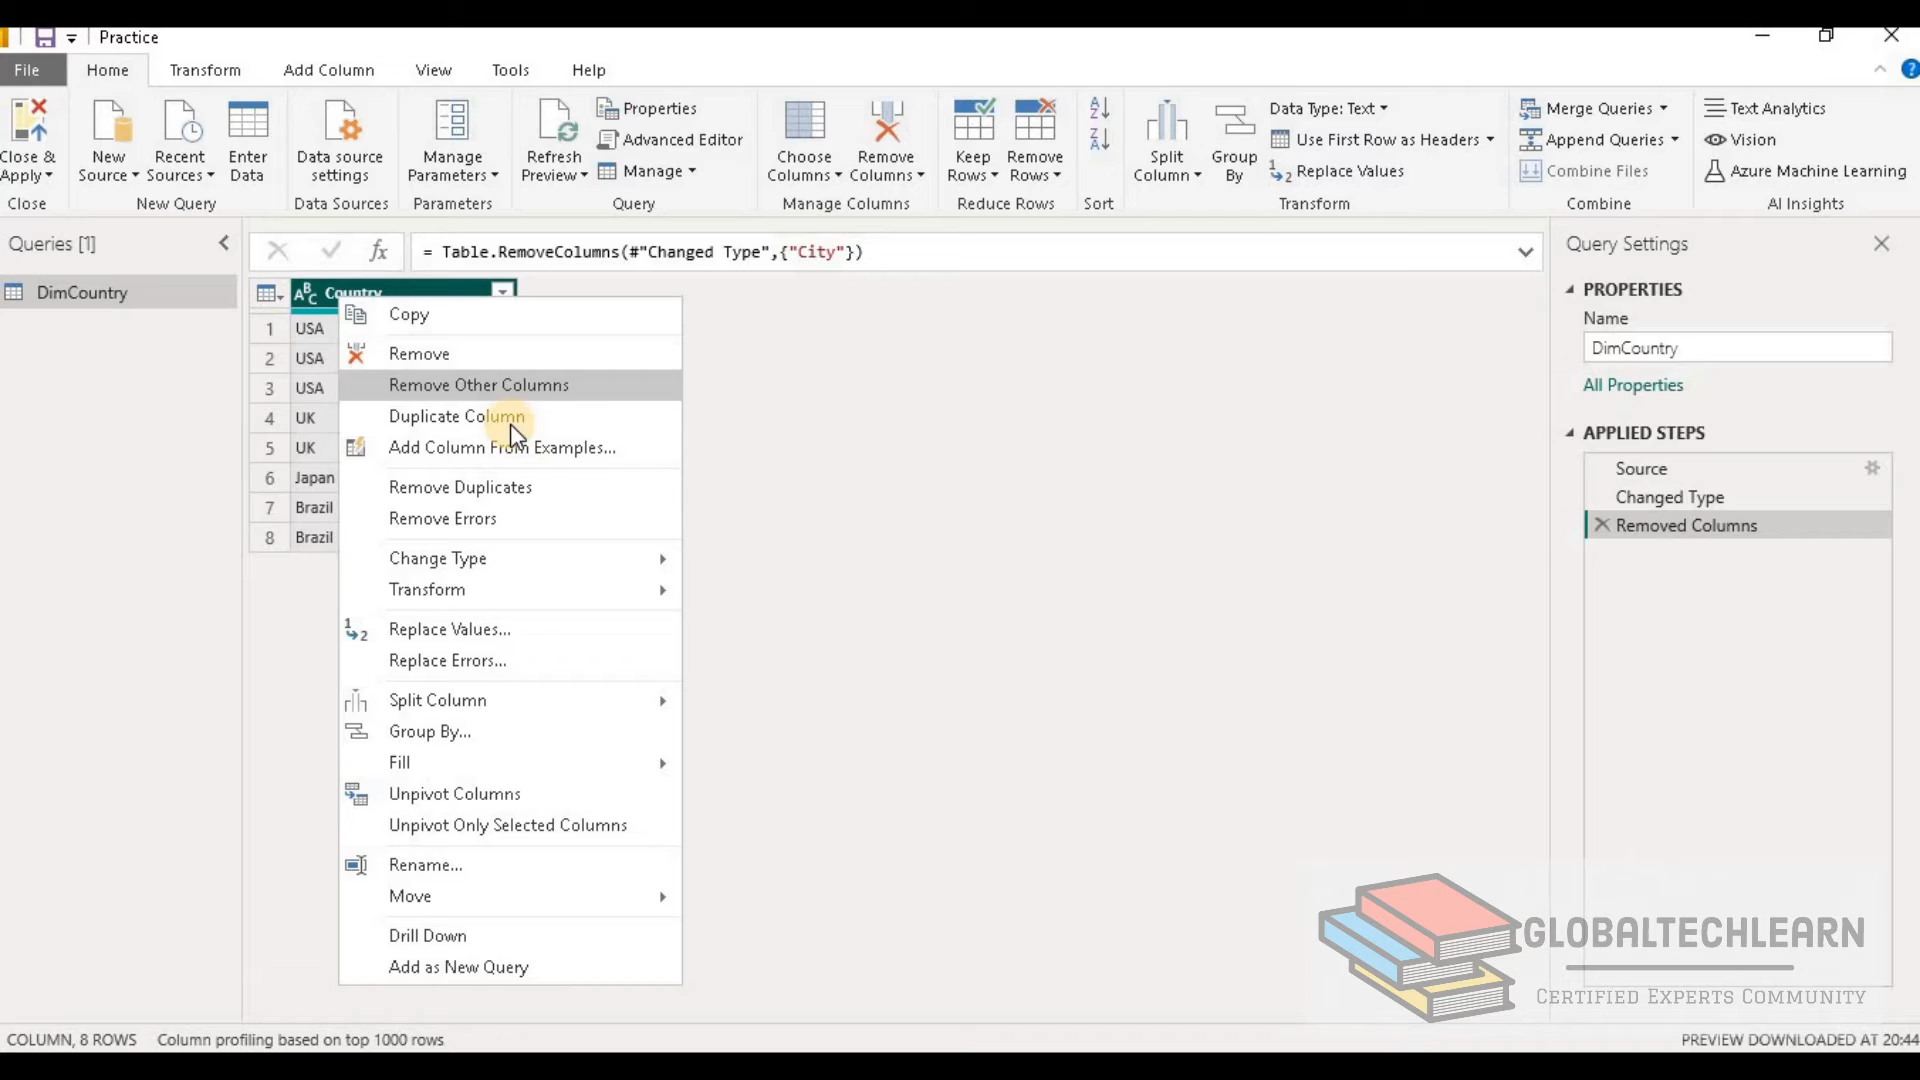 Practice
File Home Transform Add Column View Tools Help
Close & Apply
New Source
Recent Sources
Enter Data
Data source settings
Manage Parameters
Refresh Preview
Properties
Advanced Editor
Manage
Choose Columns
Remove Columns
Keep Rows
Remove Rows
Split Column
Group By
Data Type: Text
Use First Row as Headers
Replace Values
Merge Queries
Append Queries
Combine Files
Text Analytics
Vision
Azure Machine Learning
Close
New Query
Data Sources
Parameters
Query
Manage Columns
Reduce Rows
Sort
Transform
Combine
AI Insights
Queries [1]
DimCountry
fx
= Table.RemoveColumns(#"Changed Type",{"City"})
ABC Country
1 USA
2 USA
3 USA
4 UK
5 UK
6 Japan
7 Brazil
8 Brazil
Copy
Remove
Remove Other Columns
Duplicate Column
Add Column From Examples...
Remove Duplicates
Remove Errors
Change Type
Transform
Replace Values...
Replace Errors...
Split Column
Group By...
Fill
Unpivot Columns
Unpivot Only Selected Columns
Rename...
Move
Drill Down
Add as New Query
Query Settings
PROPERTIES
Name
DimCountry
All Properties
APPLIED STEPS
Source
Changed Type
Removed Columns
GLOBALTECHLEARN
CERTIFIED EXPERTS COMMUNITY
COLUMN, 8 ROWS
Column profiling based on top 1000 rows
PREVIEW DOWNLOADED AT 20:44